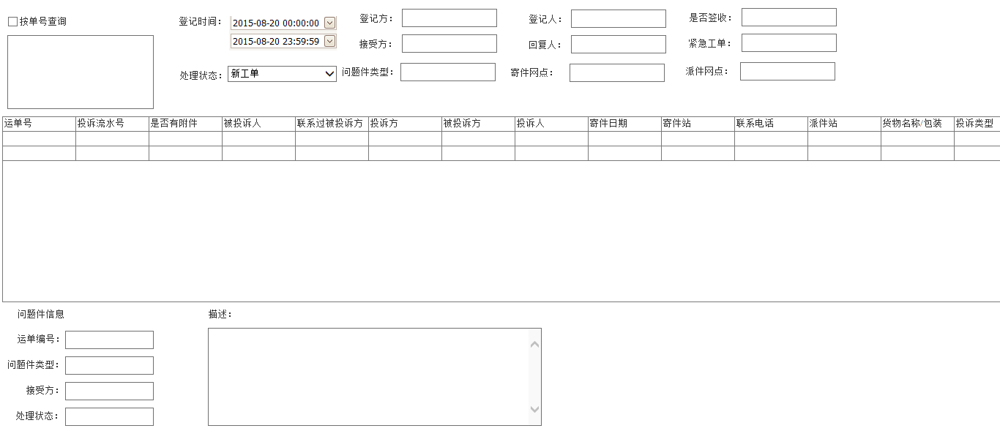 按单号查询
登记时间： 2015-08-20 00:00:00 登记方： 登记人： 是否签收：
2015-08-20 23:59:59 接受方： 回复人： 紧急工单：
处理状态： 新工单 问题件类型： 寄件网点： 派件网点：
运单号 投诉流水号 是否有附件 被投诉人 联系过被投诉方 投诉方 被投诉方 投诉人 寄件日期 寄件站 联系电话 派件站 货物名称/包装 投诉类型
问题件信息 描述：
运单编号：
问题件类型：
接受方：
处理状态：